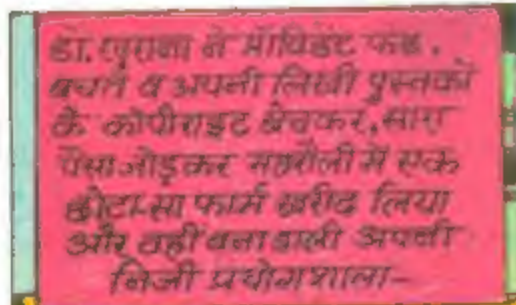 डा. खुराना ने प्रोविडेंट फंड,
बचत व अपनी लिखी पुस्तकों
के कॉपीराइट बेचकर, सारा
पैसा जोड़कर महरौली में एक
छोटा-सा फार्म खरीद लिया
और वहीं बना डाली अपनी
निजी प्रयोगशाला—